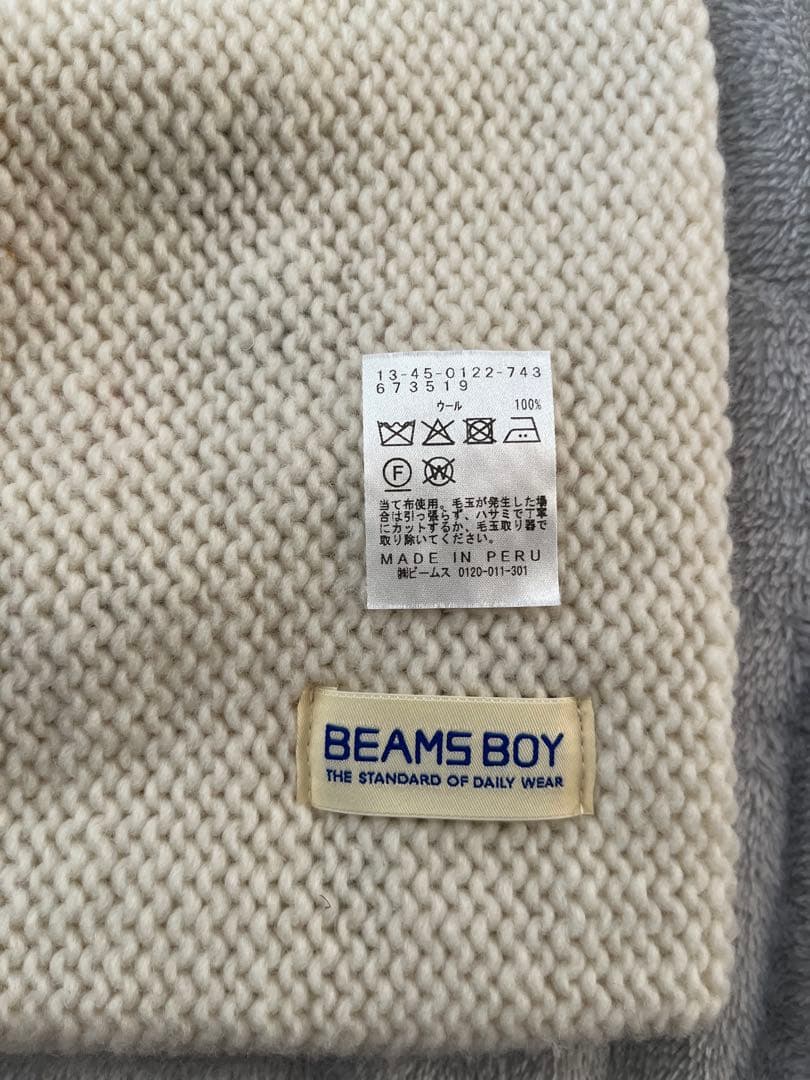 13-45-0122-743
673519
ウール 100%
F W
当て布使用。毛玉が発生した場
合は引っ張らず、ハサミで丁寧
にカットするか、毛玉取り器で
取り除いてください。
MADE IN PERU
㈱ビームス 0120-011-301
BEAMS BOY
THE STANDARD OF DAILY WEAR